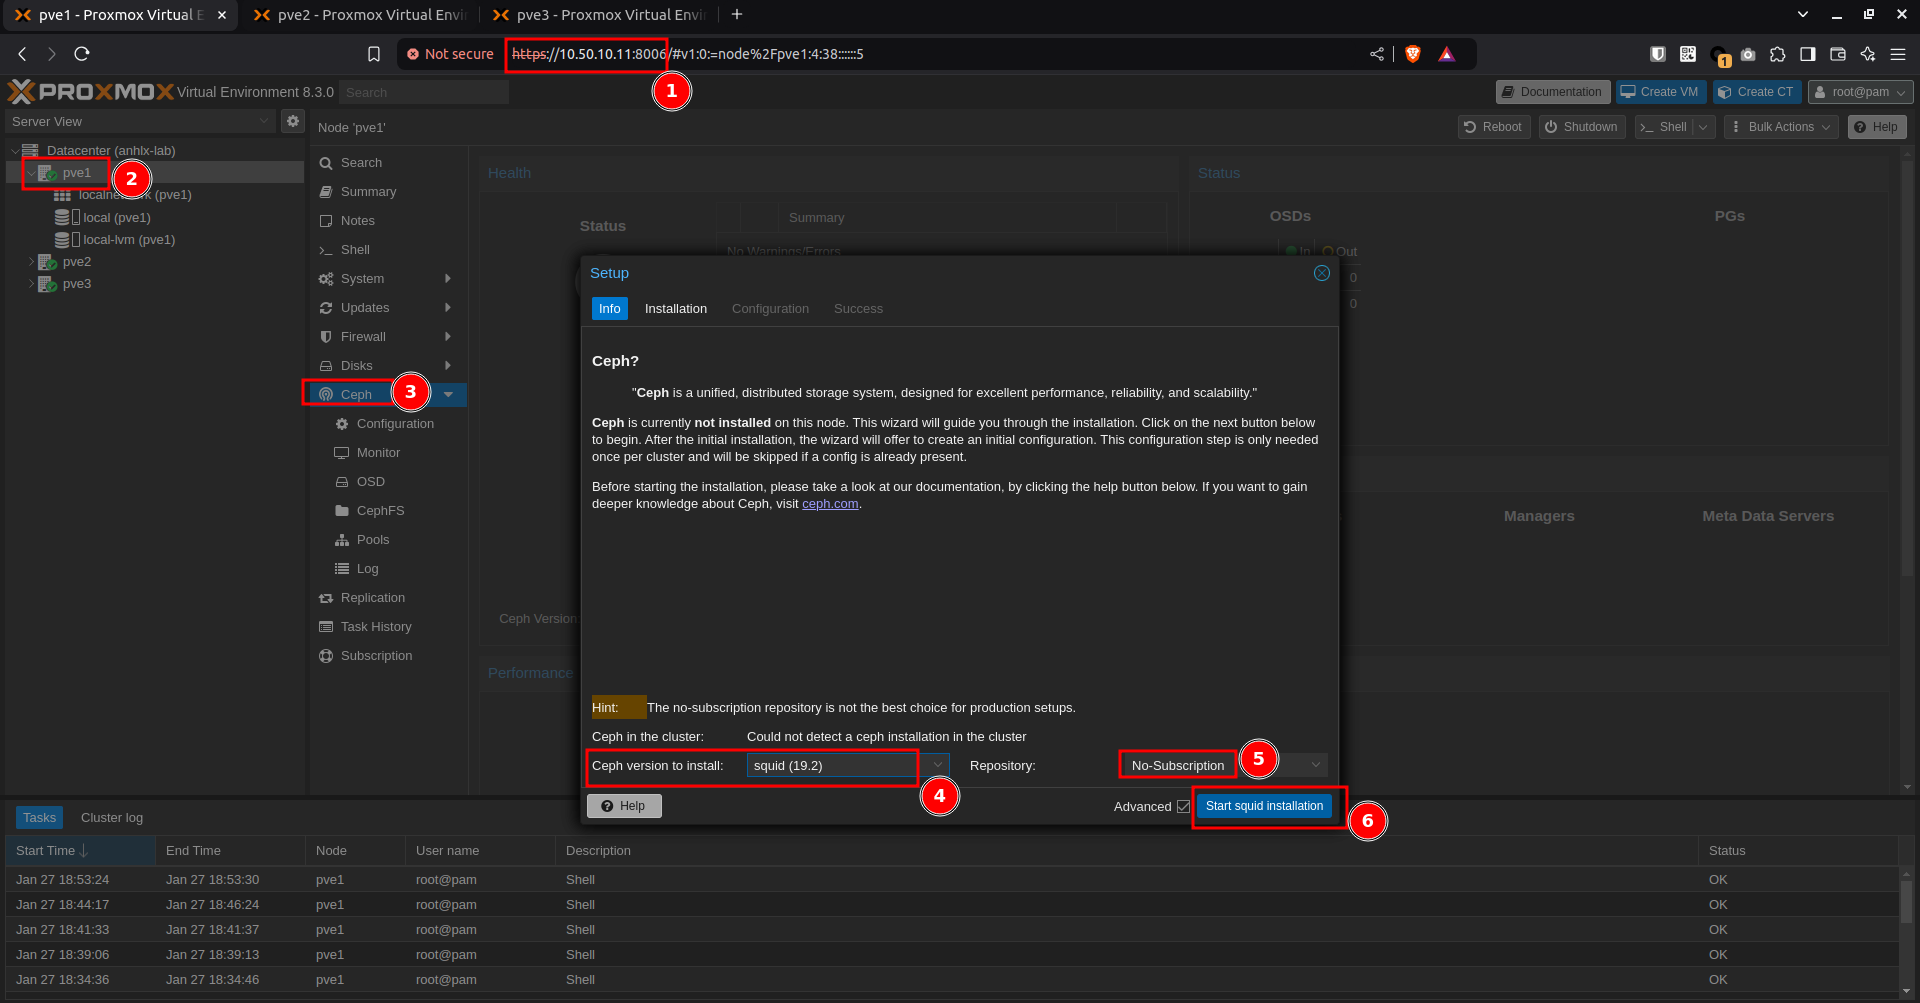 pve1 - Proxmox Virtual E
pve2 - Proxmox Virtual Envi
pve3 - Proxmox Virtual Envi
Not secure
https://10.50.10.11:8006/#v1:0:=node%2Fpve1:4:38::::::5
1
1
PROXMOX Virtual Environment 8.3.0
Search
Documentation
Create VM
Create CT
root@pam
Server View
Node 'pve1'
Reboot
Shutdown
Shell
Bulk Actions
Help
Datacenter (anhlx-lab)
pve1
2
localnetwork (pve1)
local (pve1)
local-lvm (pve1)
pve2
pve3
Search
Summary
Notes
Shell
System
Updates
Firewall
Disks
Ceph
3
Configuration
Monitor
OSD
CephFS
Pools
Log
Replication
Task History
Subscription
Health
Status
Summary
No Warnings/Errors
Status
OSDs
PGs
In
Out
0
0
Managers
Meta Data Servers
Ceph Version:
Performance
Setup
Info
Installation
Configuration
Success
Ceph?
"Ceph is a unified, distributed storage system, designed for excellent performance, reliability, and scalability."
Ceph is currently not installed on this node. This wizard will guide you through the installation. Click on the next button below
to begin. After the initial installation, the wizard will offer to create an initial configuration. This configuration step is only needed
once per cluster and will be skipped if a config is already present.
Before starting the installation, please take a look at our documentation, by clicking the help button below. If you want to gain
deeper knowledge about Ceph, visit ceph.com.
Hint: The no-subscription repository is not the best choice for production setups.
Ceph in the cluster: Could not detect a ceph installation in the cluster
Ceph version to install: squid (19.2)
4
Repository: No-Subscription
5
Help
Advanced
Start squid installation
6
Tasks
Cluster log
Start Time End Time Node User name Description Status
Jan 27 18:53:24 Jan 27 18:53:30 pve1 root@pam Shell OK
Jan 27 18:44:17 Jan 27 18:46:24 pve1 root@pam Shell OK
Jan 27 18:41:33 Jan 27 18:41:37 pve1 root@pam Shell OK
Jan 27 18:39:06 Jan 27 18:39:13 pve1 root@pam Shell OK
Jan 27 18:34:36 Jan 27 18:34:46 pve1 root@pam Shell OK